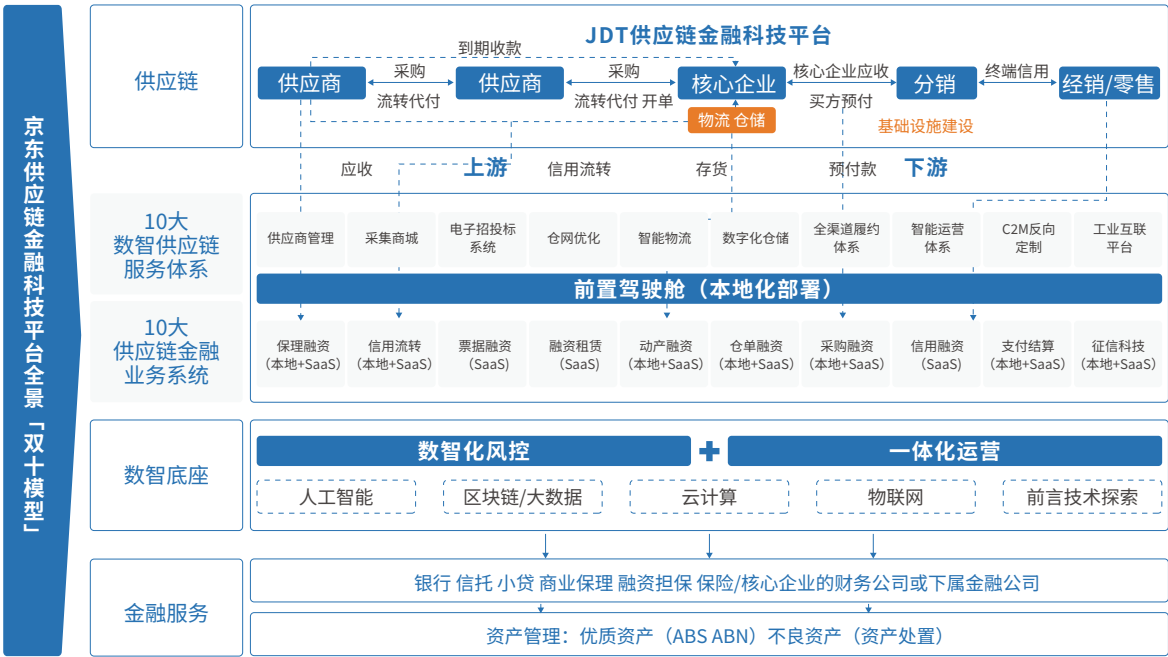 京东供应链金融科技平台全景「双十模型」
供应链
JDT供应链金融科技平台
到期收款
供应商
采购
流转代付
供应商
采购
流转代付 开单
核心企业
核心企业应收
买方预付
分销
终端信用
经销/零售
物流 仓储
基础设施建设
应收
上游
信用流转
存货
预付款
下游
10大
数智供应链
服务体系
供应商管理
采集商城
电子招投标
系统
仓网优化
智能物流
数字化仓储
全渠道履约
体系
智能运营
体系
C2M反向
定制
工业互联
平台
前置驾驶舱（本地化部署）
10大
供应链金融
业务系统
保理融资
（本地+SaaS）
信用流转
（本地+SaaS）
票据融资
（SaaS）
融资租赁
（SaaS）
动产融资
（本地+SaaS）
仓单融资
（本地+SaaS）
采购融资
（本地+SaaS）
信用融资
（SaaS）
支付结算
（本地+SaaS）
征信科技
（本地+SaaS）
数智底座
数智化风控
+
一体化运营
人工智能
区块链/大数据
云计算
物联网
前言技术探索
金融服务
银行 信托 小贷 商业保理 融资担保 保险/核心企业的财务公司或下属金融公司
资产管理：优质资产（ABS ABN）不良资产（资产处置）